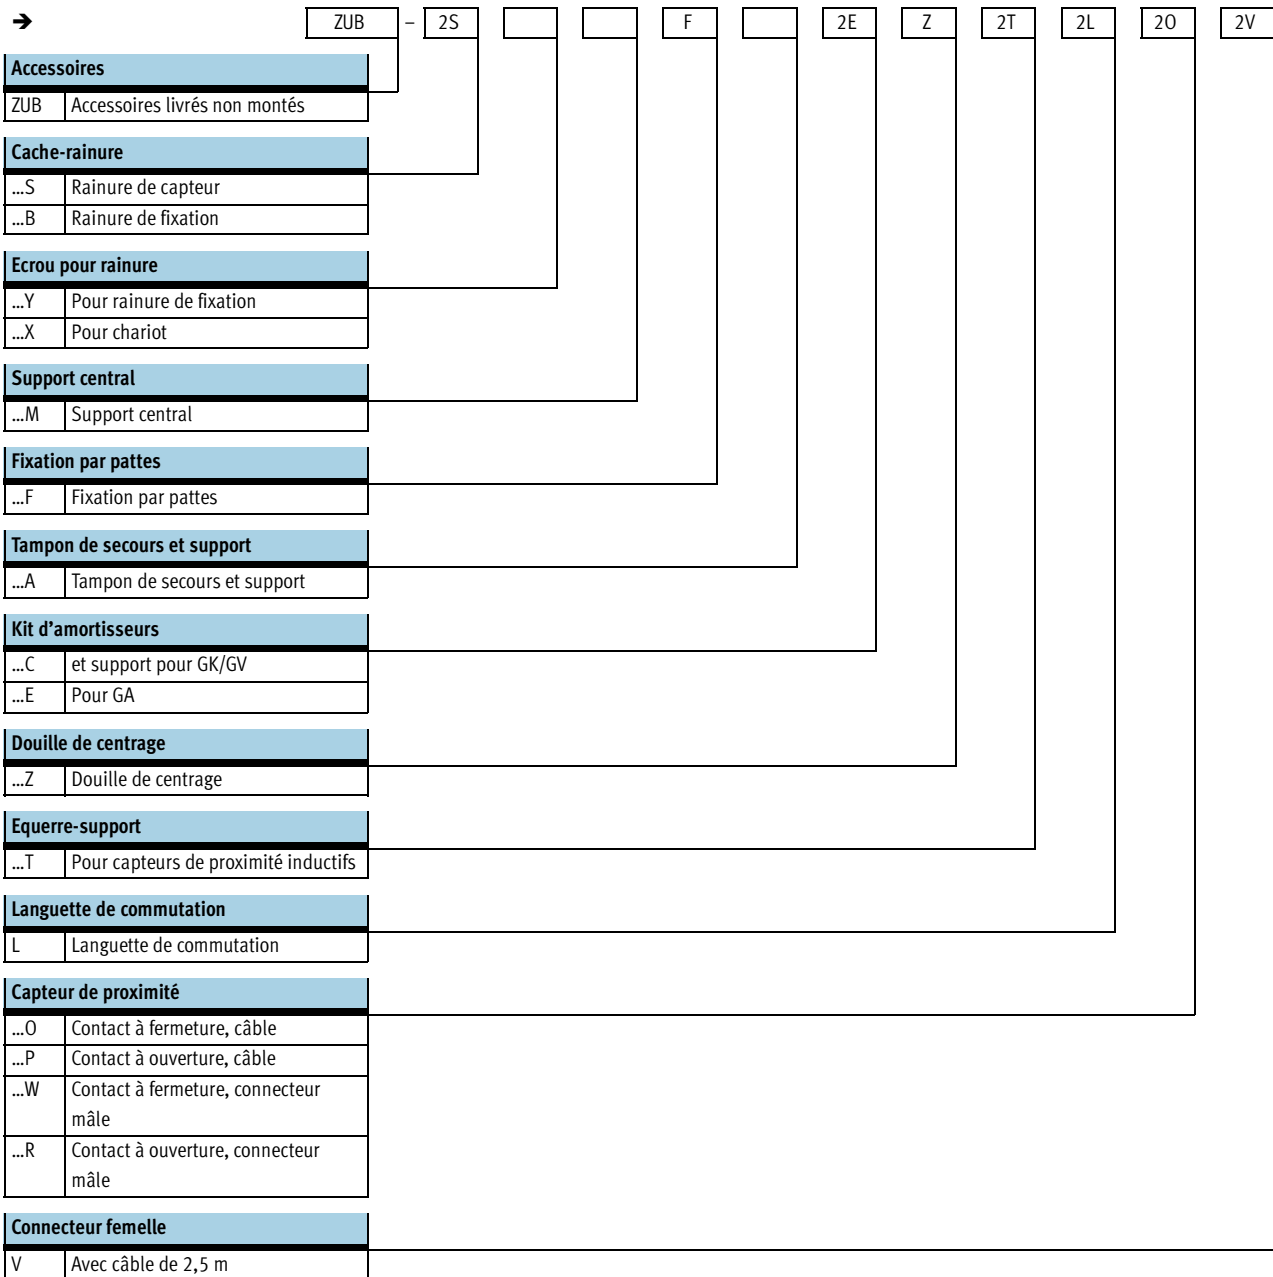 ➔ ZUB – 2S F 2E Z 2T 2L 2O 2V
Accessoires
ZUB Accessoires livrés non montés
Cache-rainure
...S Rainure de capteur
...B Rainure de fixation
Ecrou pour rainure
...Y Pour rainure de fixation
...X Pour chariot
Support central
...M Support central
Fixation par pattes
...F Fixation par pattes
Tampon de secours et support
...A Tampon de secours et support
Kit d’amortisseurs
...C et support pour GK/GV
...E Pour GA
Douille de centrage
...Z Douille de centrage
Equerre-support
...T Pour capteurs de proximité inductifs
Languette de commutation
L Languette de commutation
Capteur de proximité
...O Contact à fermeture, câble
...P Contact à ouverture, câble
...W Contact à fermeture, connecteur
mâle
...R Contact à ouverture, connecteur
mâle
Connecteur femelle
V Avec câble de 2,5 m